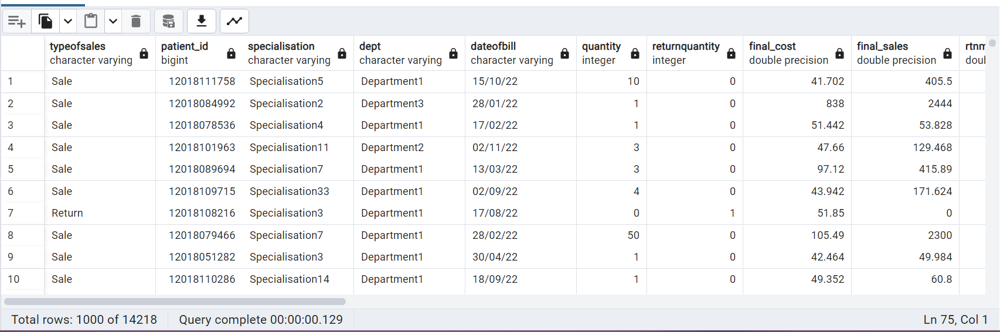 typeofsales patient_id specialisation dept dateofbill quantity returnquantity final_cost final_sales rtnm
character varying bigint character varying character varying character varying integer integer double precision double precision doub
1 Sale 12018111758 Specialisation5 Department1 15/10/22 10 0 41.702 405.5
2 Sale 12018084992 Specialisation2 Department3 28/01/22 1 0 838 2444
3 Sale 12018078536 Specialisation4 Department1 17/02/22 1 0 51.442 53.828
4 Sale 12018101963 Specialisation11 Department2 02/11/22 3 0 47.66 129.468
5 Sale 12018089694 Specialisation7 Department1 13/03/22 3 0 97.12 415.89
6 Sale 12018109715 Specialisation33 Department1 02/09/22 4 0 43.942 171.624
7 Return 12018108216 Specialisation3 Department1 17/08/22 0 1 51.85 0
8 Sale 12018079466 Specialisation7 Department1 28/02/22 50 0 105.49 2300
9 Sale 12018051282 Specialisation3 Department1 30/04/22 1 0 42.464 49.984
10 Sale 12018110286 Specialisation14 Department1 18/09/22 1 0 49.352 60.8
Total rows: 1000 of 14218 Query complete 00:00:00.129 Ln 75, Col 1